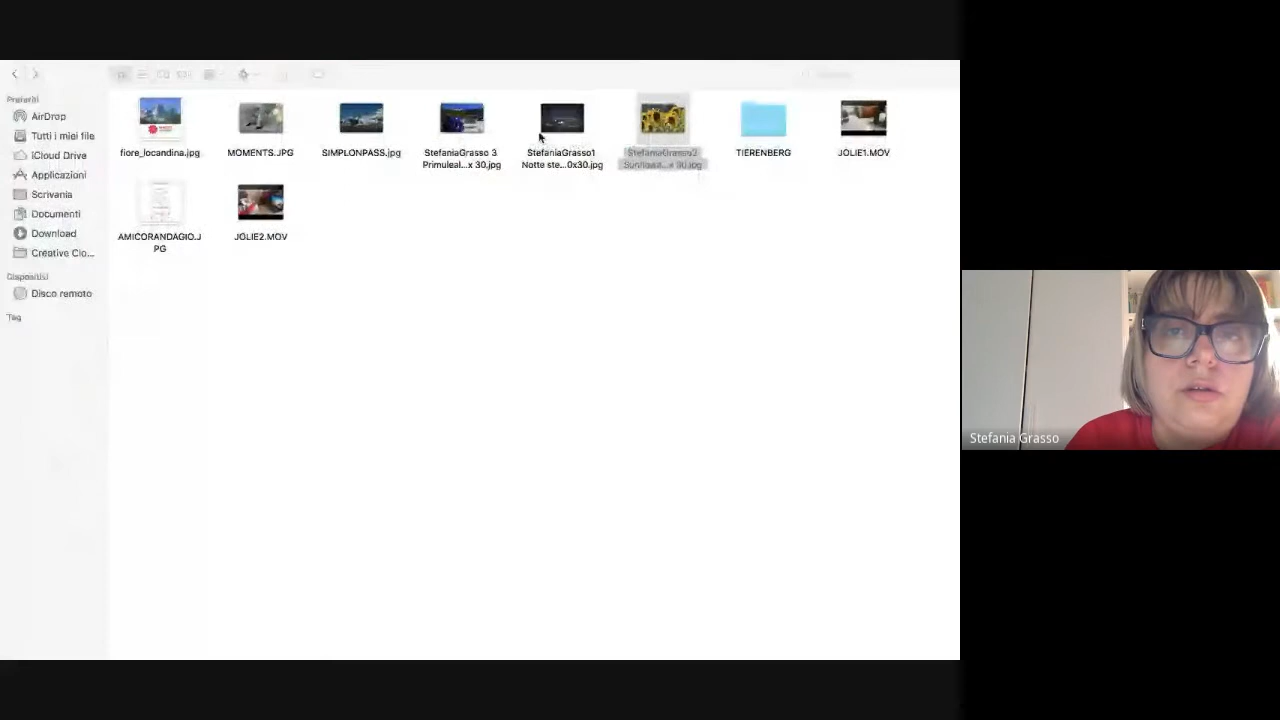 Preferiti
AirDrop
Tutti i miei file
iCloud Drive
Applicazioni
Scrivania
Documenti
Download
Creative Clo...
Dispositivi
Disco remoto
Tag
fiore_locandina.jpg
MOMENTS.JPG
SIMPLONPASS.jpg
StefaniaGrasso 3
Primuleal...x 30.jpg
StefaniaGrasso1
Notte ste...0x30.jpg
StefaniaGrasso2
TIERENBERG
JOLIE1.MOV
AMICORANDAGIO.J
PG
JOLIE2.MOV
Stefania Grasso